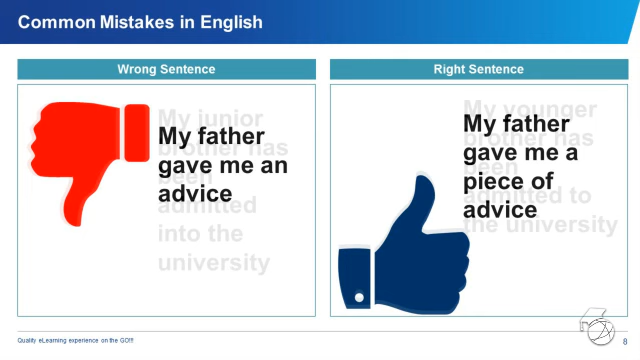 Common Mistakes in English
Wrong Sentence
Right Sentence
My junior
brother has
been
admitted
into the
university
My father
gave me an
advice
My younger
brother has
been
admitted to
the university
My father
gave me a
piece of
advice
Quality eLearning experience on the GO!!!
8